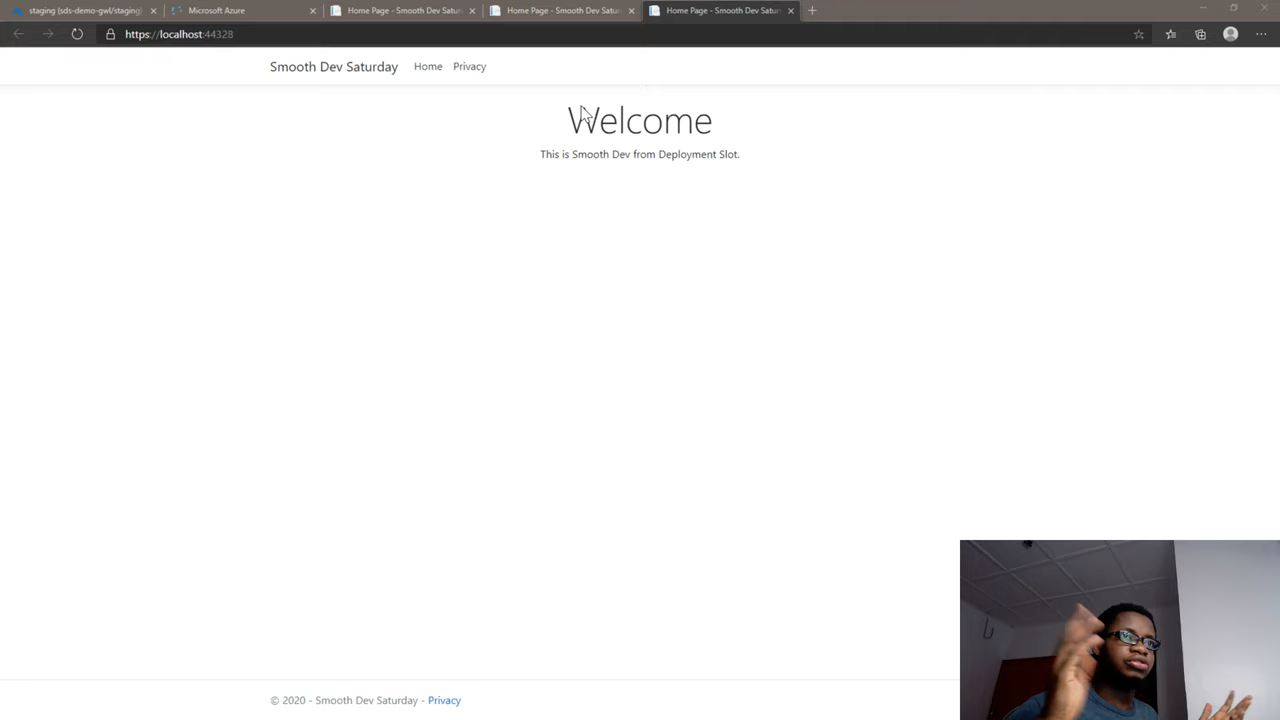 staging (sds-demo-gwl/staging)
Microsoft Azure
Home Page - Smooth Dev Satur
Home Page - Smooth Dev Satur
Home Page - Smooth Dev Satur
https://localhost:44328
Smooth Dev Saturday Home Privacy
Welcome
This is Smooth Dev from Deployment Slot.
© 2020 - Smooth Dev Saturday - Privacy